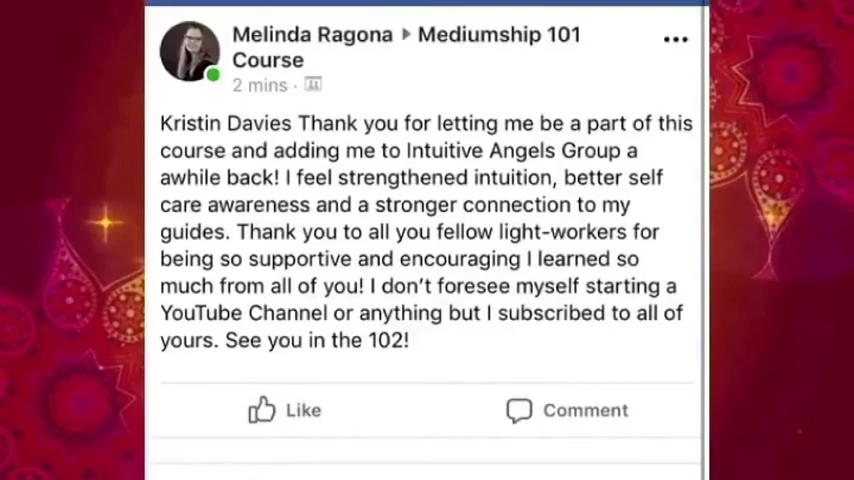 Melinda Ragona ▸ Mediumship 101
Course
2 mins ·
Kristin Davies Thank you for letting me be a part of this
course and adding me to Intuitive Angels Group a
awhile back! I feel strengthened intuition, better self
care awareness and a stronger connection to my
guides. Thank you to all you fellow light-workers for
being so supportive and encouraging I learned so
much from all of you! I don't foresee myself starting a
YouTube Channel or anything but I subscribed to all of
yours. See you in the 102!
Like Comment